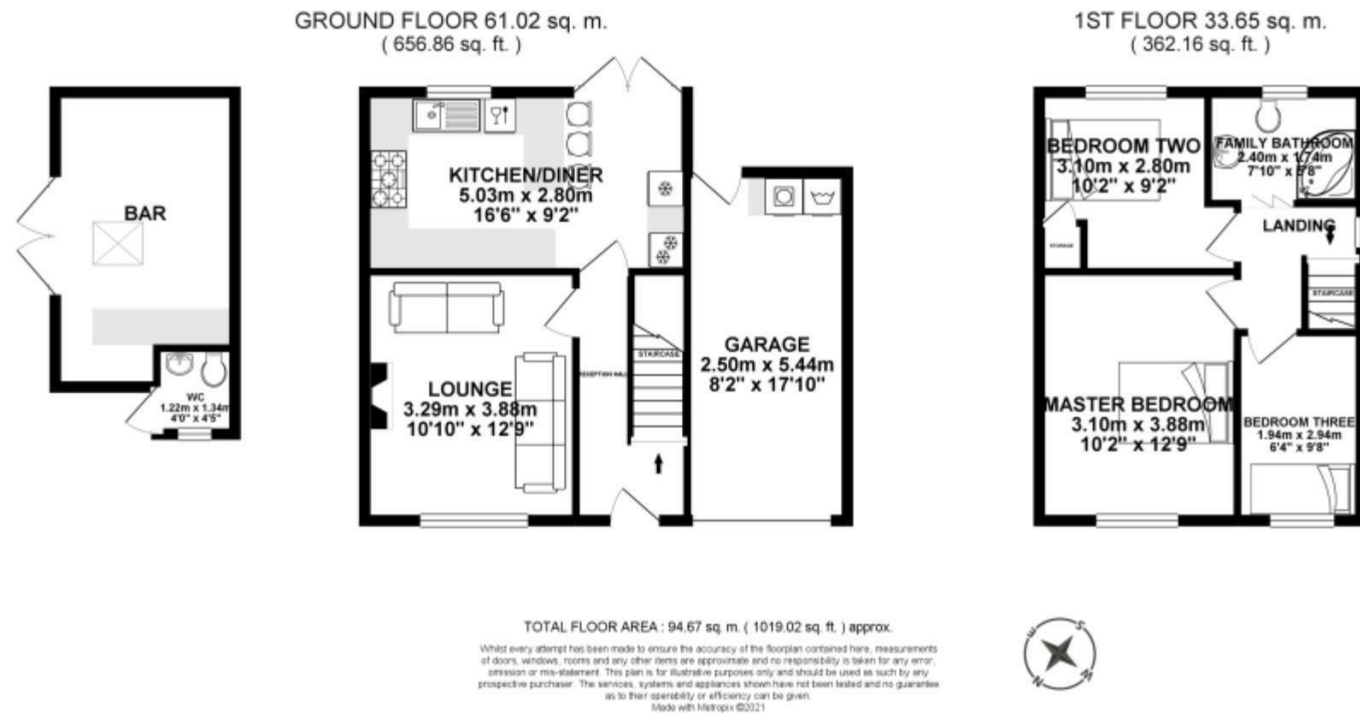 GROUND FLOOR 61.02 sq. m.
( 656.86 sq. ft. )
1ST FLOOR 33.65 sq. m.
( 362.16 sq. ft. )
BAR
WC
1.22m x 1.34m
4'0" x 4'5"
KITCHEN/DINER
5.03m x 2.80m
16'6" x 9'2"
LOUNGE
3.29m x 3.88m
10'10" x 12'9"
RECEPTION HALL
STAIRCASE
GARAGE
2.50m x 5.44m
8'2" x 17'10"
BEDROOM TWO
3.10m x 2.80m
10'2" x 9'2"
STORAGE
FAMILY BATHROOM
2.40m x 1.74m
7'10" x 5'8"
LANDING
STAIRCASE
MASTER BEDROOM
3.10m x 3.88m
10'2" x 12'9"
BEDROOM THREE
1.94m x 2.94m
6'4" x 9'8"
TOTAL FLOOR AREA : 94.67 sq. m. ( 1019.02 sq. ft. ) approx.
Whilst every attempt has been made to ensure the accuracy of the floorplan contained here, measurements
of doors, windows, rooms and any other items are approximate and no responsibility is taken for any error,
omission or mis-statement. This plan is for illustrative purposes only and should be used as such by any
prospective purchaser. The services, systems and appliances shown have not been tested and no guarantee
as to their operability or efficiency can be given.
Made with Metropix ©2021
E
S
N
W